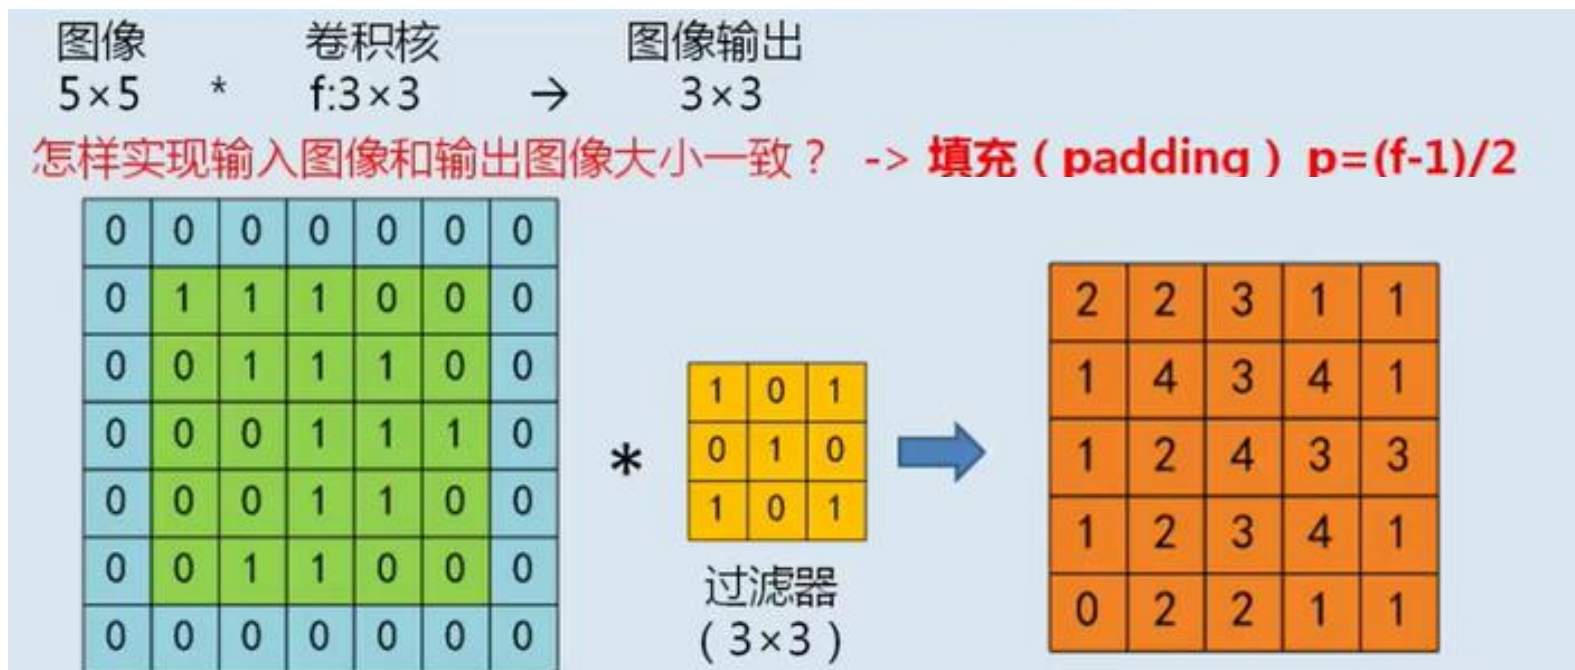 图像 卷积核 图像输出
5×5 * f:3×3 → 3×3
怎样实现输入图像和输出图像大小一致？ -> 填充（padding） p=(f-1)/2
0 0 0 0 0 0 0
0 1 1 1 0 0 0
0 0 1 1 1 0 0
0 0 0 1 1 1 0
0 0 0 1 1 0 0
0 0 1 1 0 0 0
0 0 0 0 0 0 0
*
1 0 1
0 1 0
1 0 1
过滤器
（3×3）
2 2 3 1 1
1 4 3 4 1
1 2 4 3 3
1 2 3 4 1
0 2 2 1 1